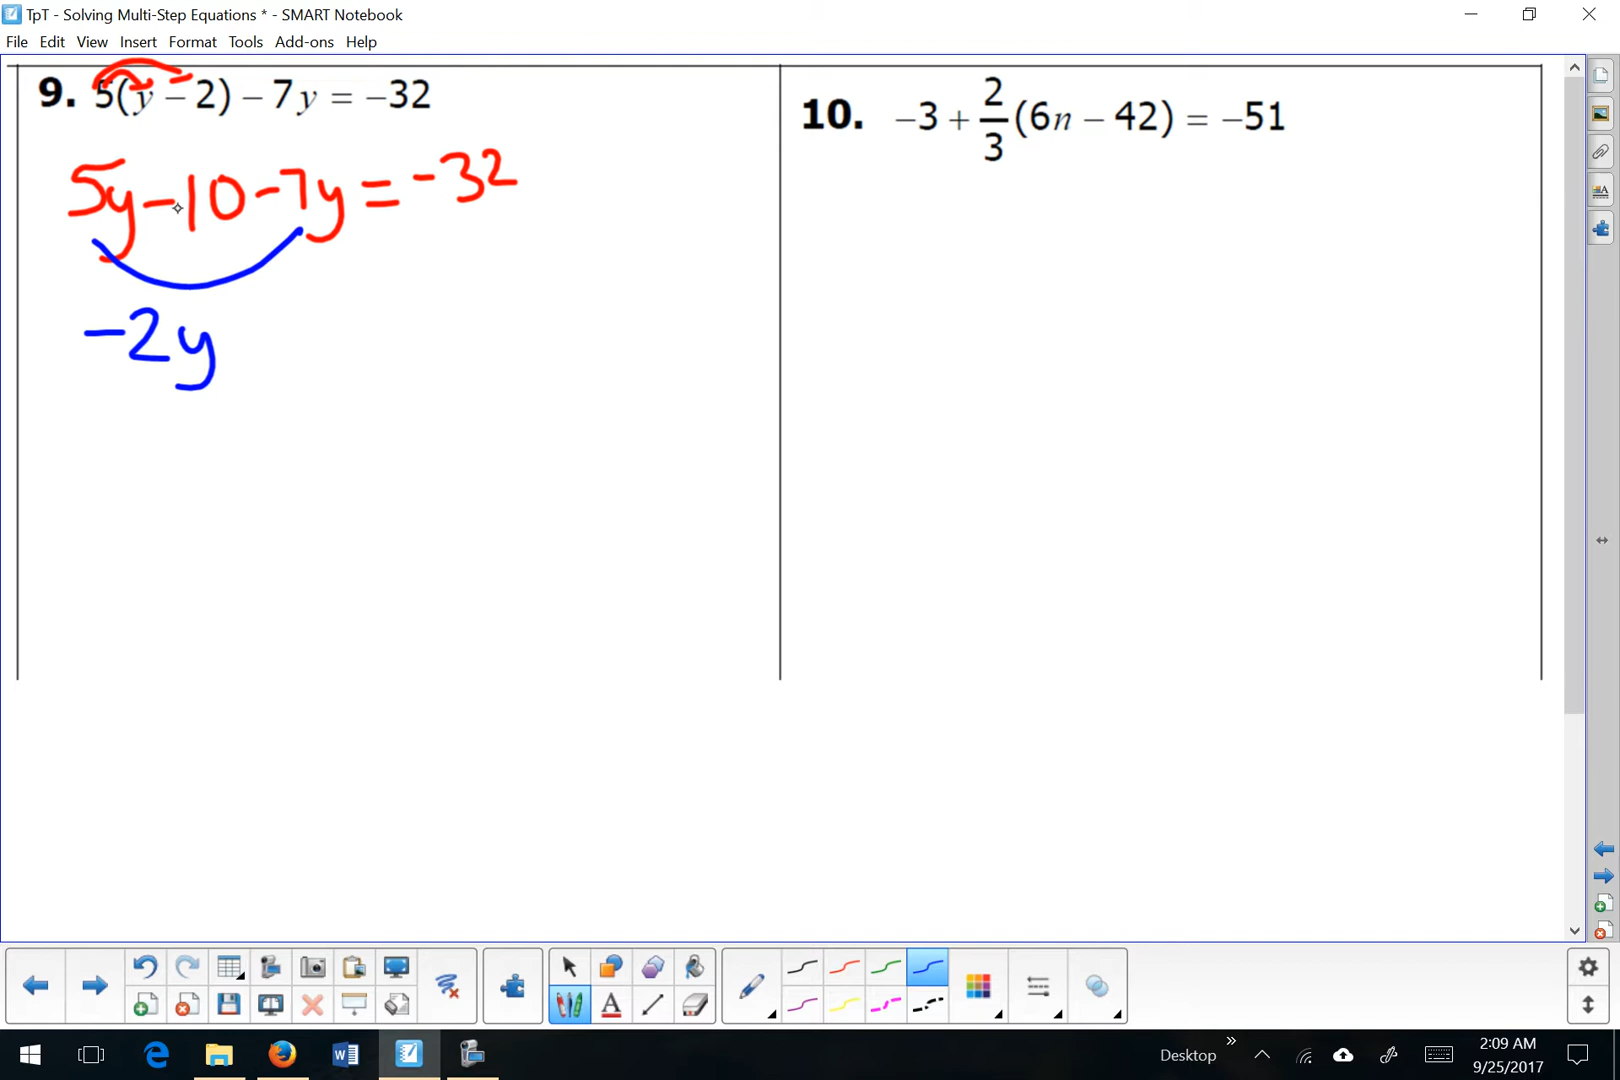 TpT - Solving Multi-Step Equations * - SMART Notebook
File Edit View Insert Format Tools Add-ons Help
9. 5(y − 2) − 7y = −32
5y − 10 − 7y = −32
−2y
10. −3 + 2/3 (6n − 42) = −51
Desktop
2:09 AM
9/25/2017